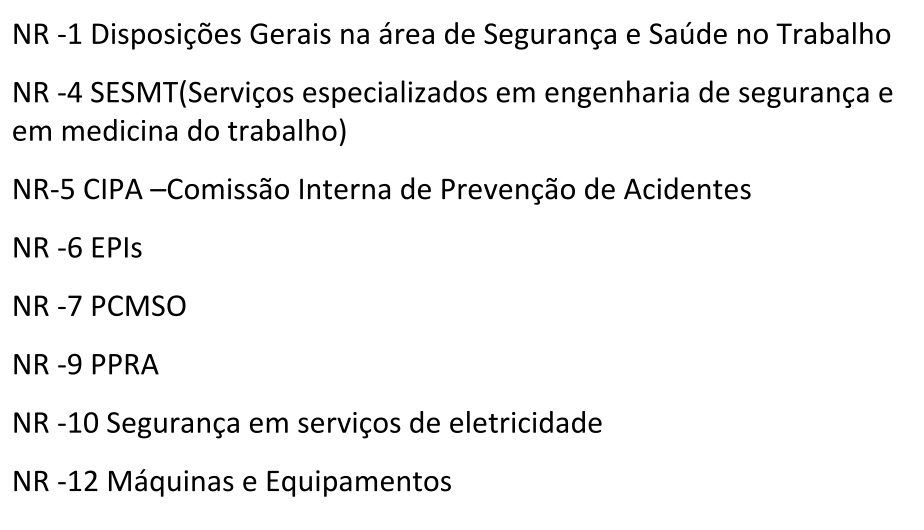 NR -1 Disposições Gerais na área de Segurança e Saúde no Trabalho
NR -4 SESMT(Serviços especializados em engenharia de segurança e
em medicina do trabalho)
NR-5 CIPA –Comissão Interna de Prevenção de Acidentes
NR -6 EPIs
NR -7 PCMSO
NR -9 PPRA
NR -10 Segurança em serviços de eletricidade
NR -12 Máquinas e Equipamentos